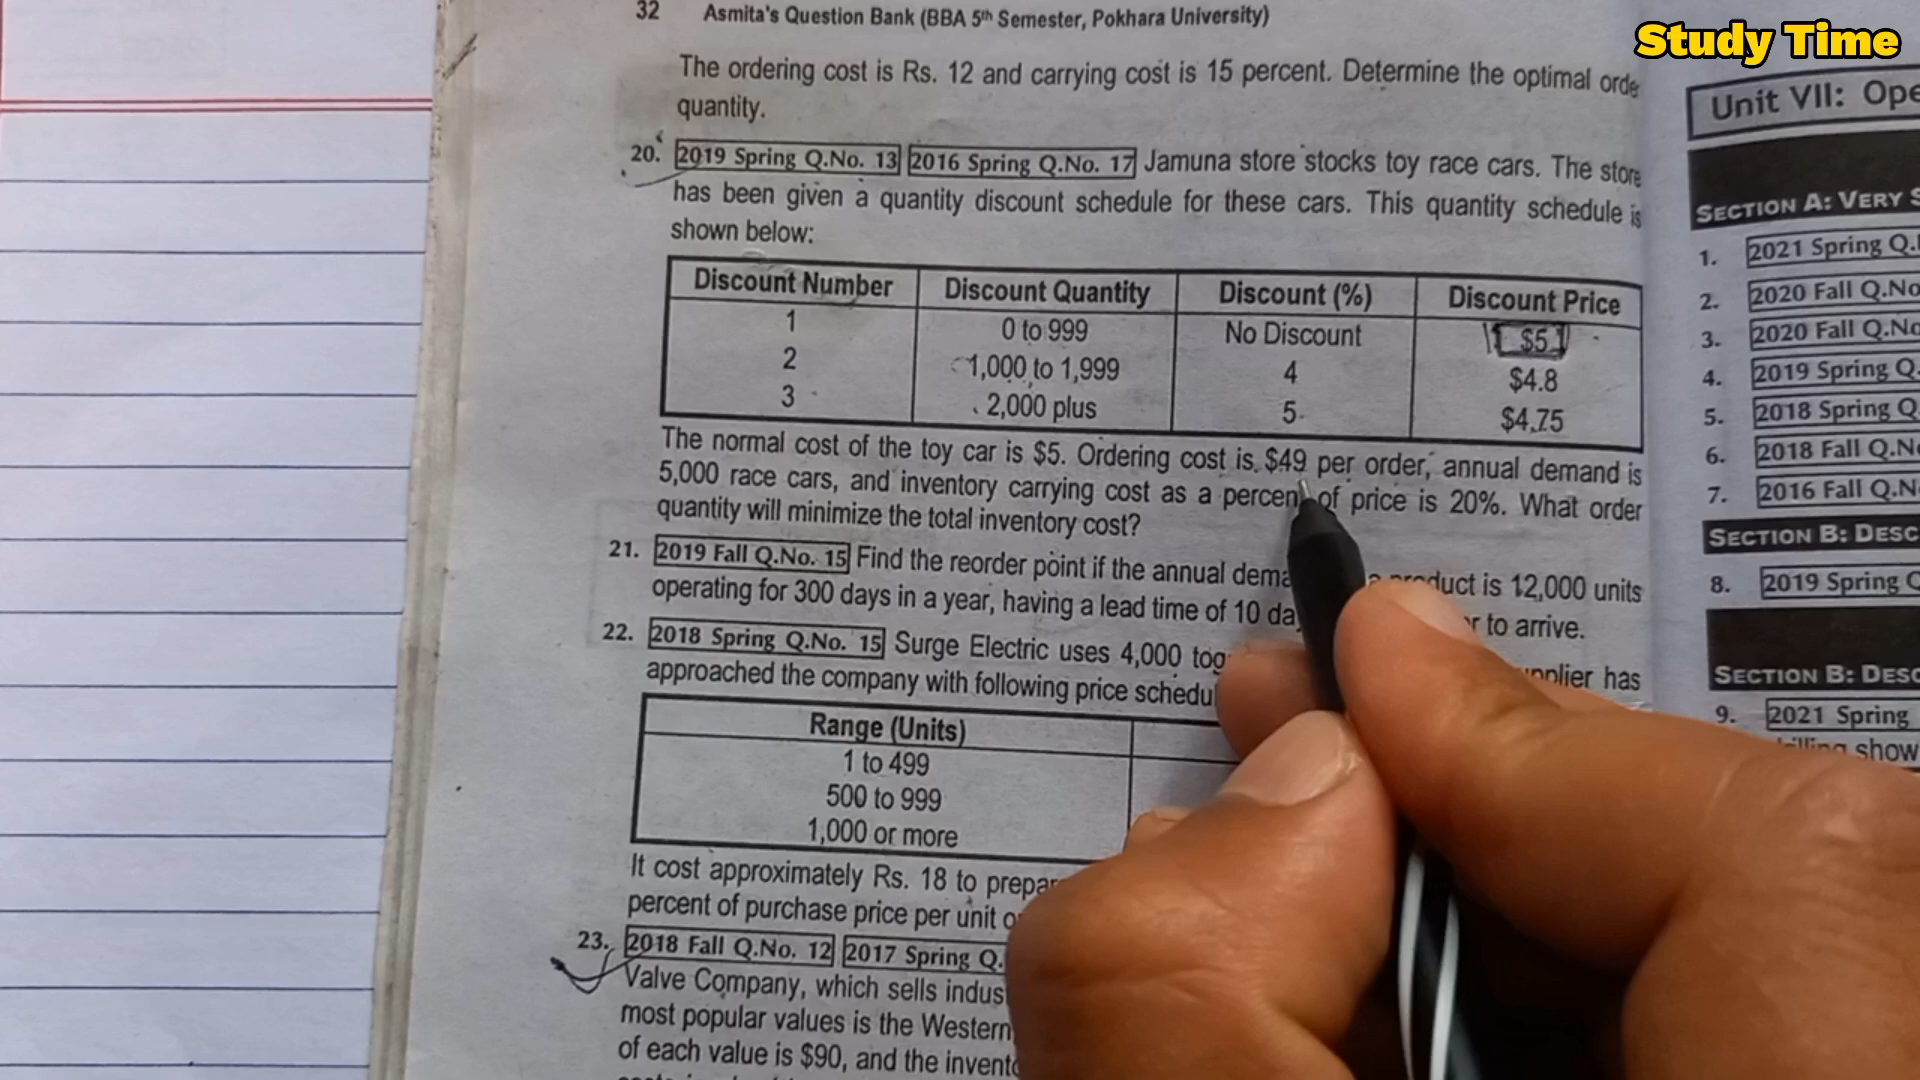 Study Time
32 Asmita's Question Bank (BBA 5th Semester, Pokhara University)
The ordering cost is Rs. 12 and carrying cost is 15 percent. Determine the optimal orde
quantity.
20. 2019 Spring Q.No. 13 2016 Spring Q.No. 17 Jamuna store stocks toy race cars. The store
has been given a quantity discount schedule for these cars. This quantity schedule is
shown below:
Discount Number Discount Quantity Discount (%) Discount Price
1 0 to 999 No Discount $5
2 1,000 to 1,999 4 $4.8
3 2,000 plus 5 $4.75
The normal cost of the toy car is $5. Ordering cost is $49 per order, annual demand is
5,000 race cars, and inventory carrying cost as a percent of price is 20%. What order
quantity will minimize the total inventory cost?
21. 2019 Fall Q.No. 15 Find the reorder point if the annual dema product is 12,000 units
operating for 300 days in a year, having a lead time of 10 da r to arrive.
22. 2018 Spring Q.No. 15 Surge Electric uses 4,000 tog has
approached the company with following price schedu
Range (Units)
1 to 499
500 to 999
1,000 or more
It cost approximately Rs. 18 to prepar
percent of purchase price per unit o
23. 2018 Fall Q.No. 12 2017 Spring Q.
Valve Company, which sells indus
most popular values is the Western
of each value is $90, and the invent
Unit VII: Ope
SECTION A: VERY S
1. 2021 Spring Q.
2. 2020 Fall Q.No
3. 2020 Fall Q.No
4. 2019 Spring Q.
5. 2018 Spring Q
6. 2018 Fall Q.N
7. 2016 Fall Q.N
SECTION B: DESC
8. 2019 Spring Q
SECTION B: DESC
9. 2021 Spring
show